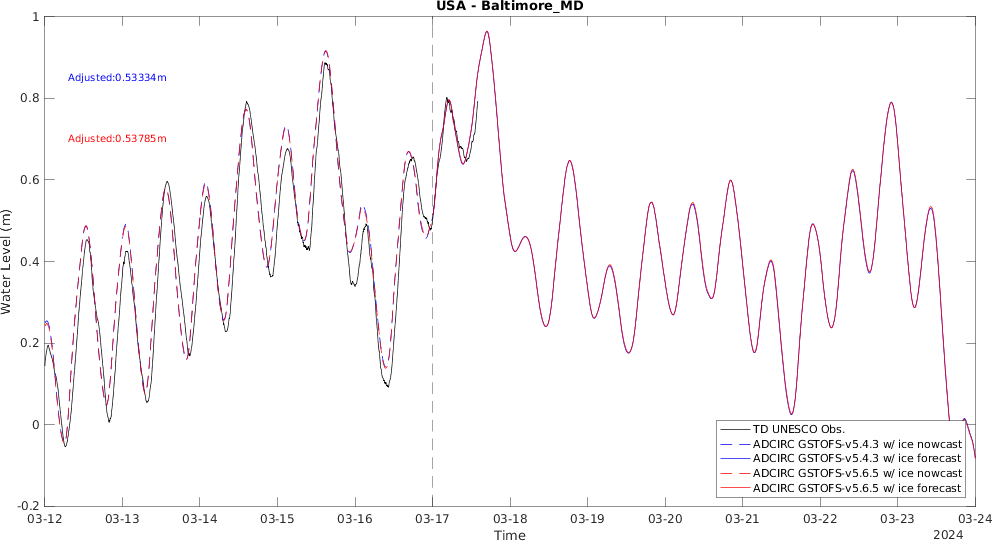 USA - Baltimore_MD
Adjusted:0.53334m
Adjusted:0.53785m
Water Level (m)
1
0.8
0.6
0.4
0.2
0
-0.2
TD UNESCO Obs.
ADCIRC GSTOFS-v5.4.3 w/ ice nowcast
ADCIRC GSTOFS-v5.4.3 w/ ice forecast
ADCIRC GSTOFS-v5.6.5 w/ ice nowcast
ADCIRC GSTOFS-v5.6.5 w/ ice forecast
03-12 03-13 03-14 03-15 03-16 03-17 03-18 03-19 03-20 03-21 03-22 03-23 03-24
Time
2024